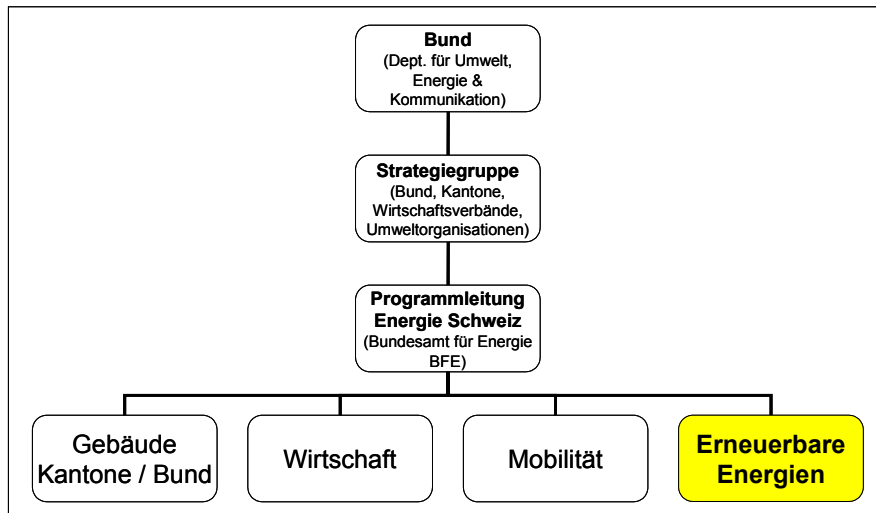 Bund
(Dept. für Umwelt,
Energie &
Kommunikation)
Strategiegruppe
(Bund, Kantone,
Wirtschaftsverbände,
Umweltorganisationen)
Programmleitung
Energie Schweiz
(Bundesamt für Energie
BFE)
Gebäude
Kantone / Bund
Wirtschaft
Mobilität
Erneuerbare
Energien